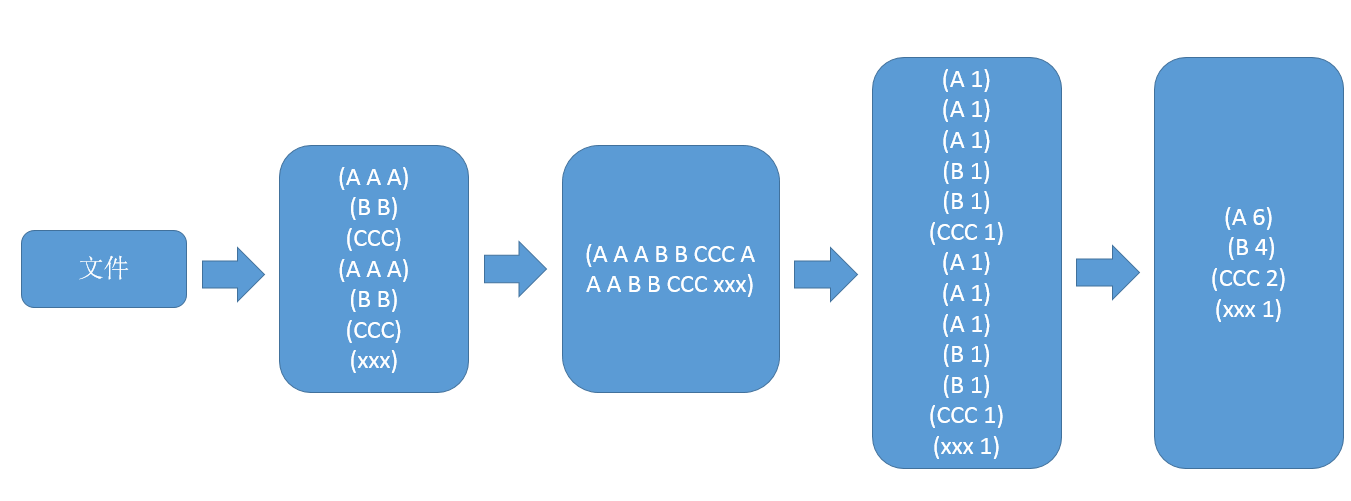 文件
(A A A)
(B B)
(CCC)
(A A A)
(B B)
(CCC)
(xxx)
(A A A B B CCC A
A A B B CCC xxx)
(A 1)
(A 1)
(A 1)
(B 1)
(B 1)
(CCC 1)
(A 1)
(A 1)
(A 1)
(B 1)
(B 1)
(CCC 1)
(xxx 1)
(A 6)
(B 4)
(CCC 2)
(xxx 1)